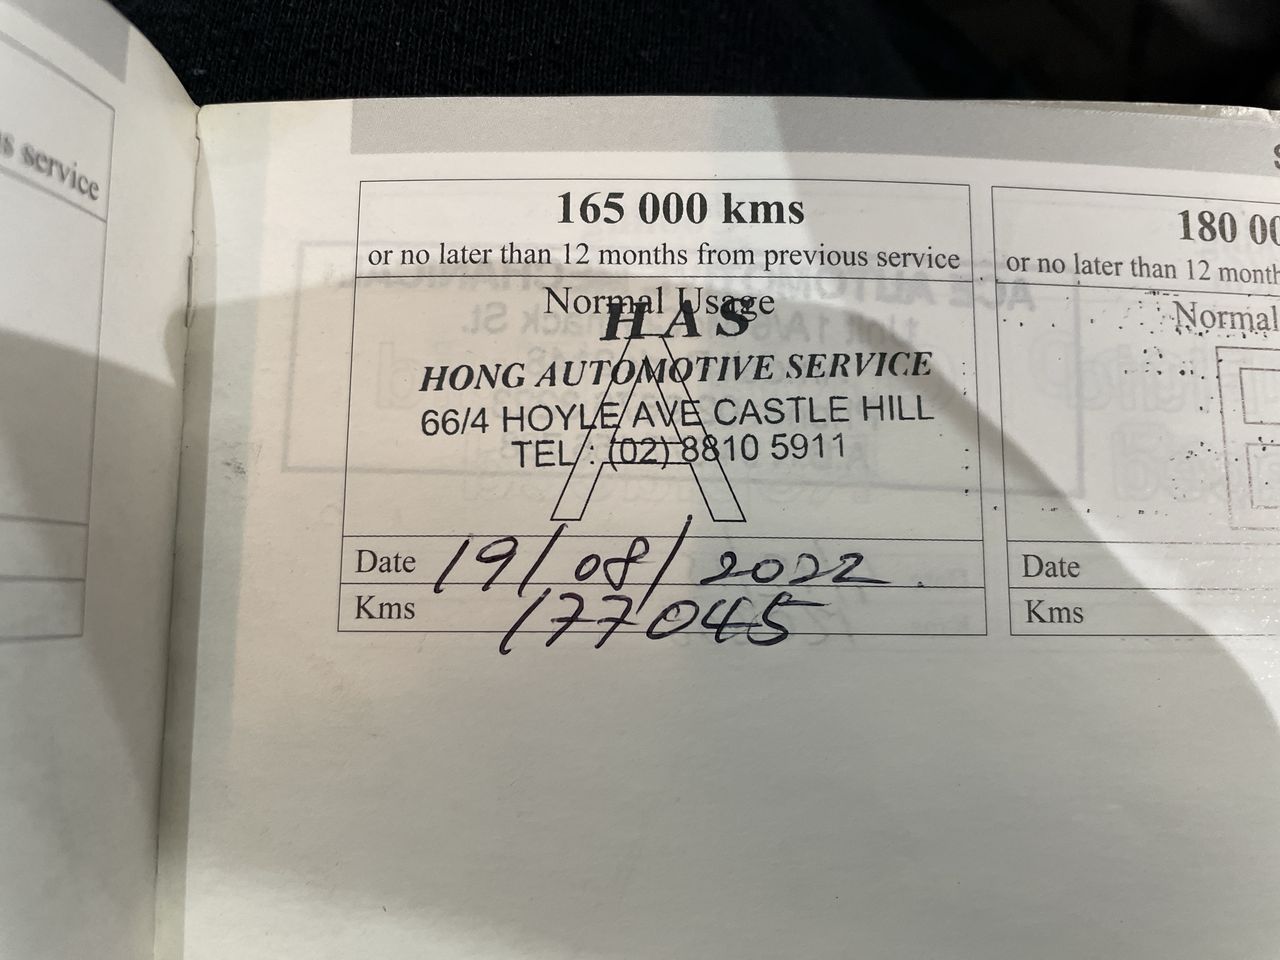 s service
165 000 kms
or no later than 12 months from previous service
Normal Usage
H A S
HONG AUTOMOTIVE SERVICE
66/4 HOYLE AVE CASTLE HILL
TEL : (02) 8810 5911
Date 19/08/2022
Kms 177045
180 00
or no later than 12 month
Normal
Date
Kms